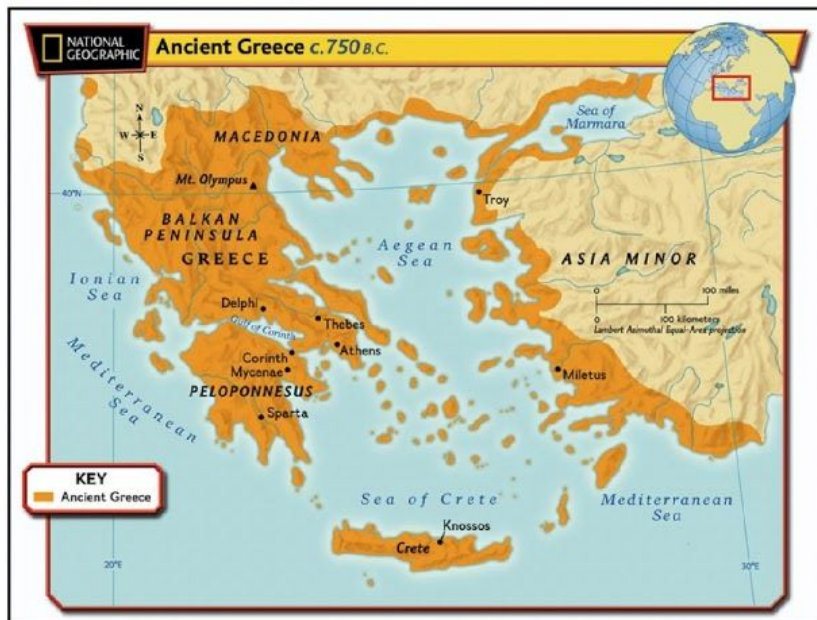 NATIONAL
GEOGRAPHIC
Ancient Greece c.750 B.C.
N
W E
S
MACEDONIA
Sea of
Marmara
Mt. Olympus
40°N
Troy
BALKAN
PENINSULA
GREECE
Aegean
Sea
ASIA MINOR
Ionian
Sea
0 100 miles
0 100 kilometers
Lambert Azimuthal Equal-Area projection
Delphi
Gulf of Corinth
Thebes
Athens
Corinth
Mycenae
Miletus
PELOPONNESUS
Sparta
Mediterranean
Sea
KEY
Ancient Greece
Sea of Crete
Mediterranean
Sea
Knossos
Crete
20°E
30°E